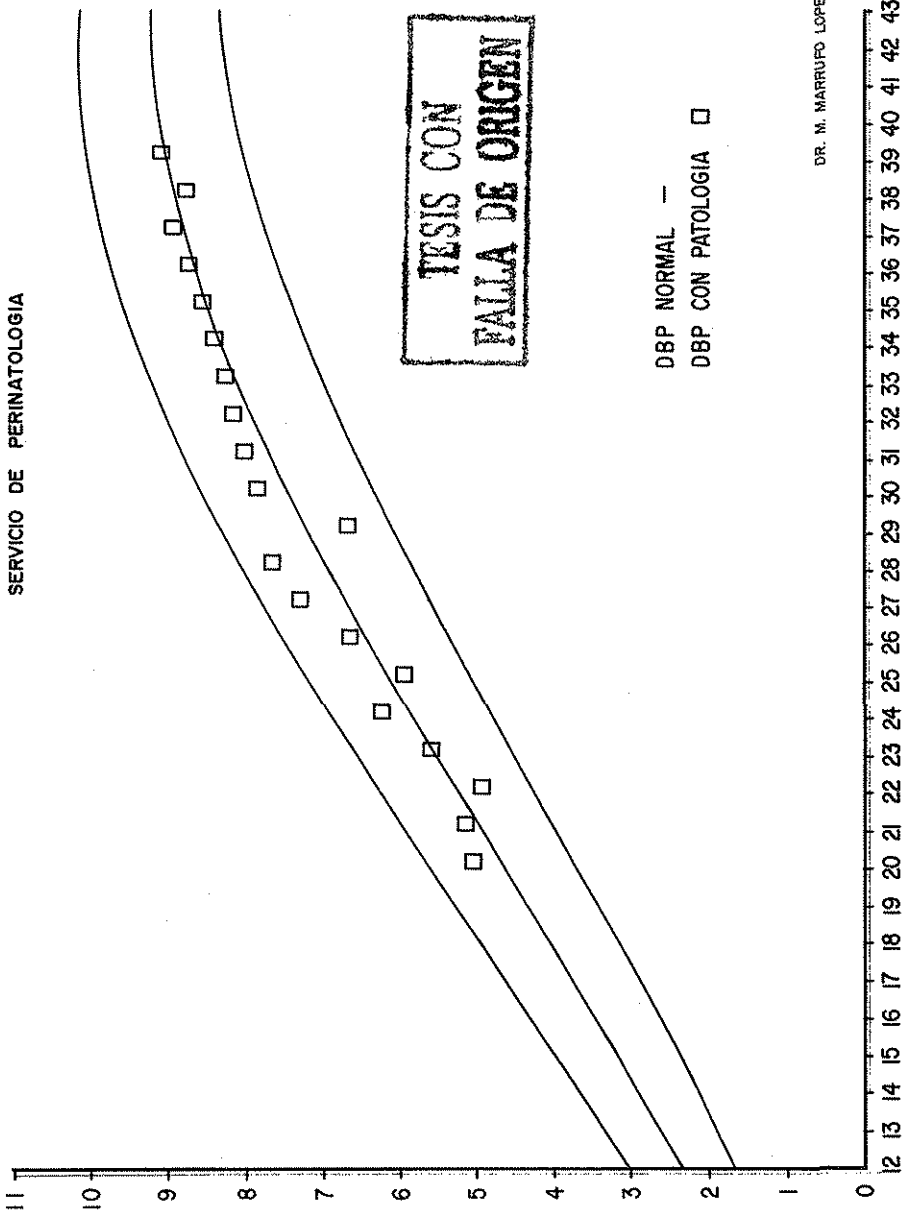 SERVICIO DE PERINATOLOGIA
11
10
9
8
7
6
5
4
3
2
1
0
TESIS CON
FALLA DE ORIGEN
DBP NORMAL —
DBP CON PATOLOGIA □
DR. M. MARRUFO LOPE
12 13 14 15 16 17 18 19 20 21 22 23 24 25 26 27 28 29 30 31 32 33 34 35 36 37 38 39 40 41 42 43